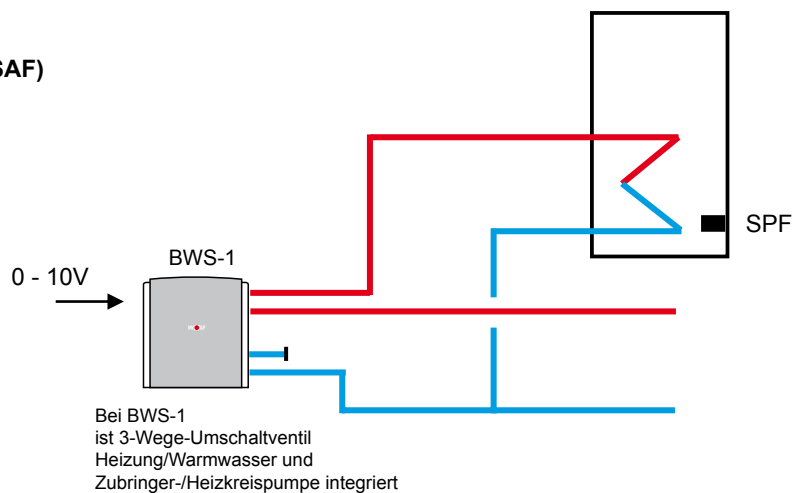 SAF)
SPF
BWS-1
0 - 10V
Bei BWS-1
ist 3-Wege-Umschaltventil
Heizung/Warmwasser und
Zubringer-/Heizkreispumpe integriert